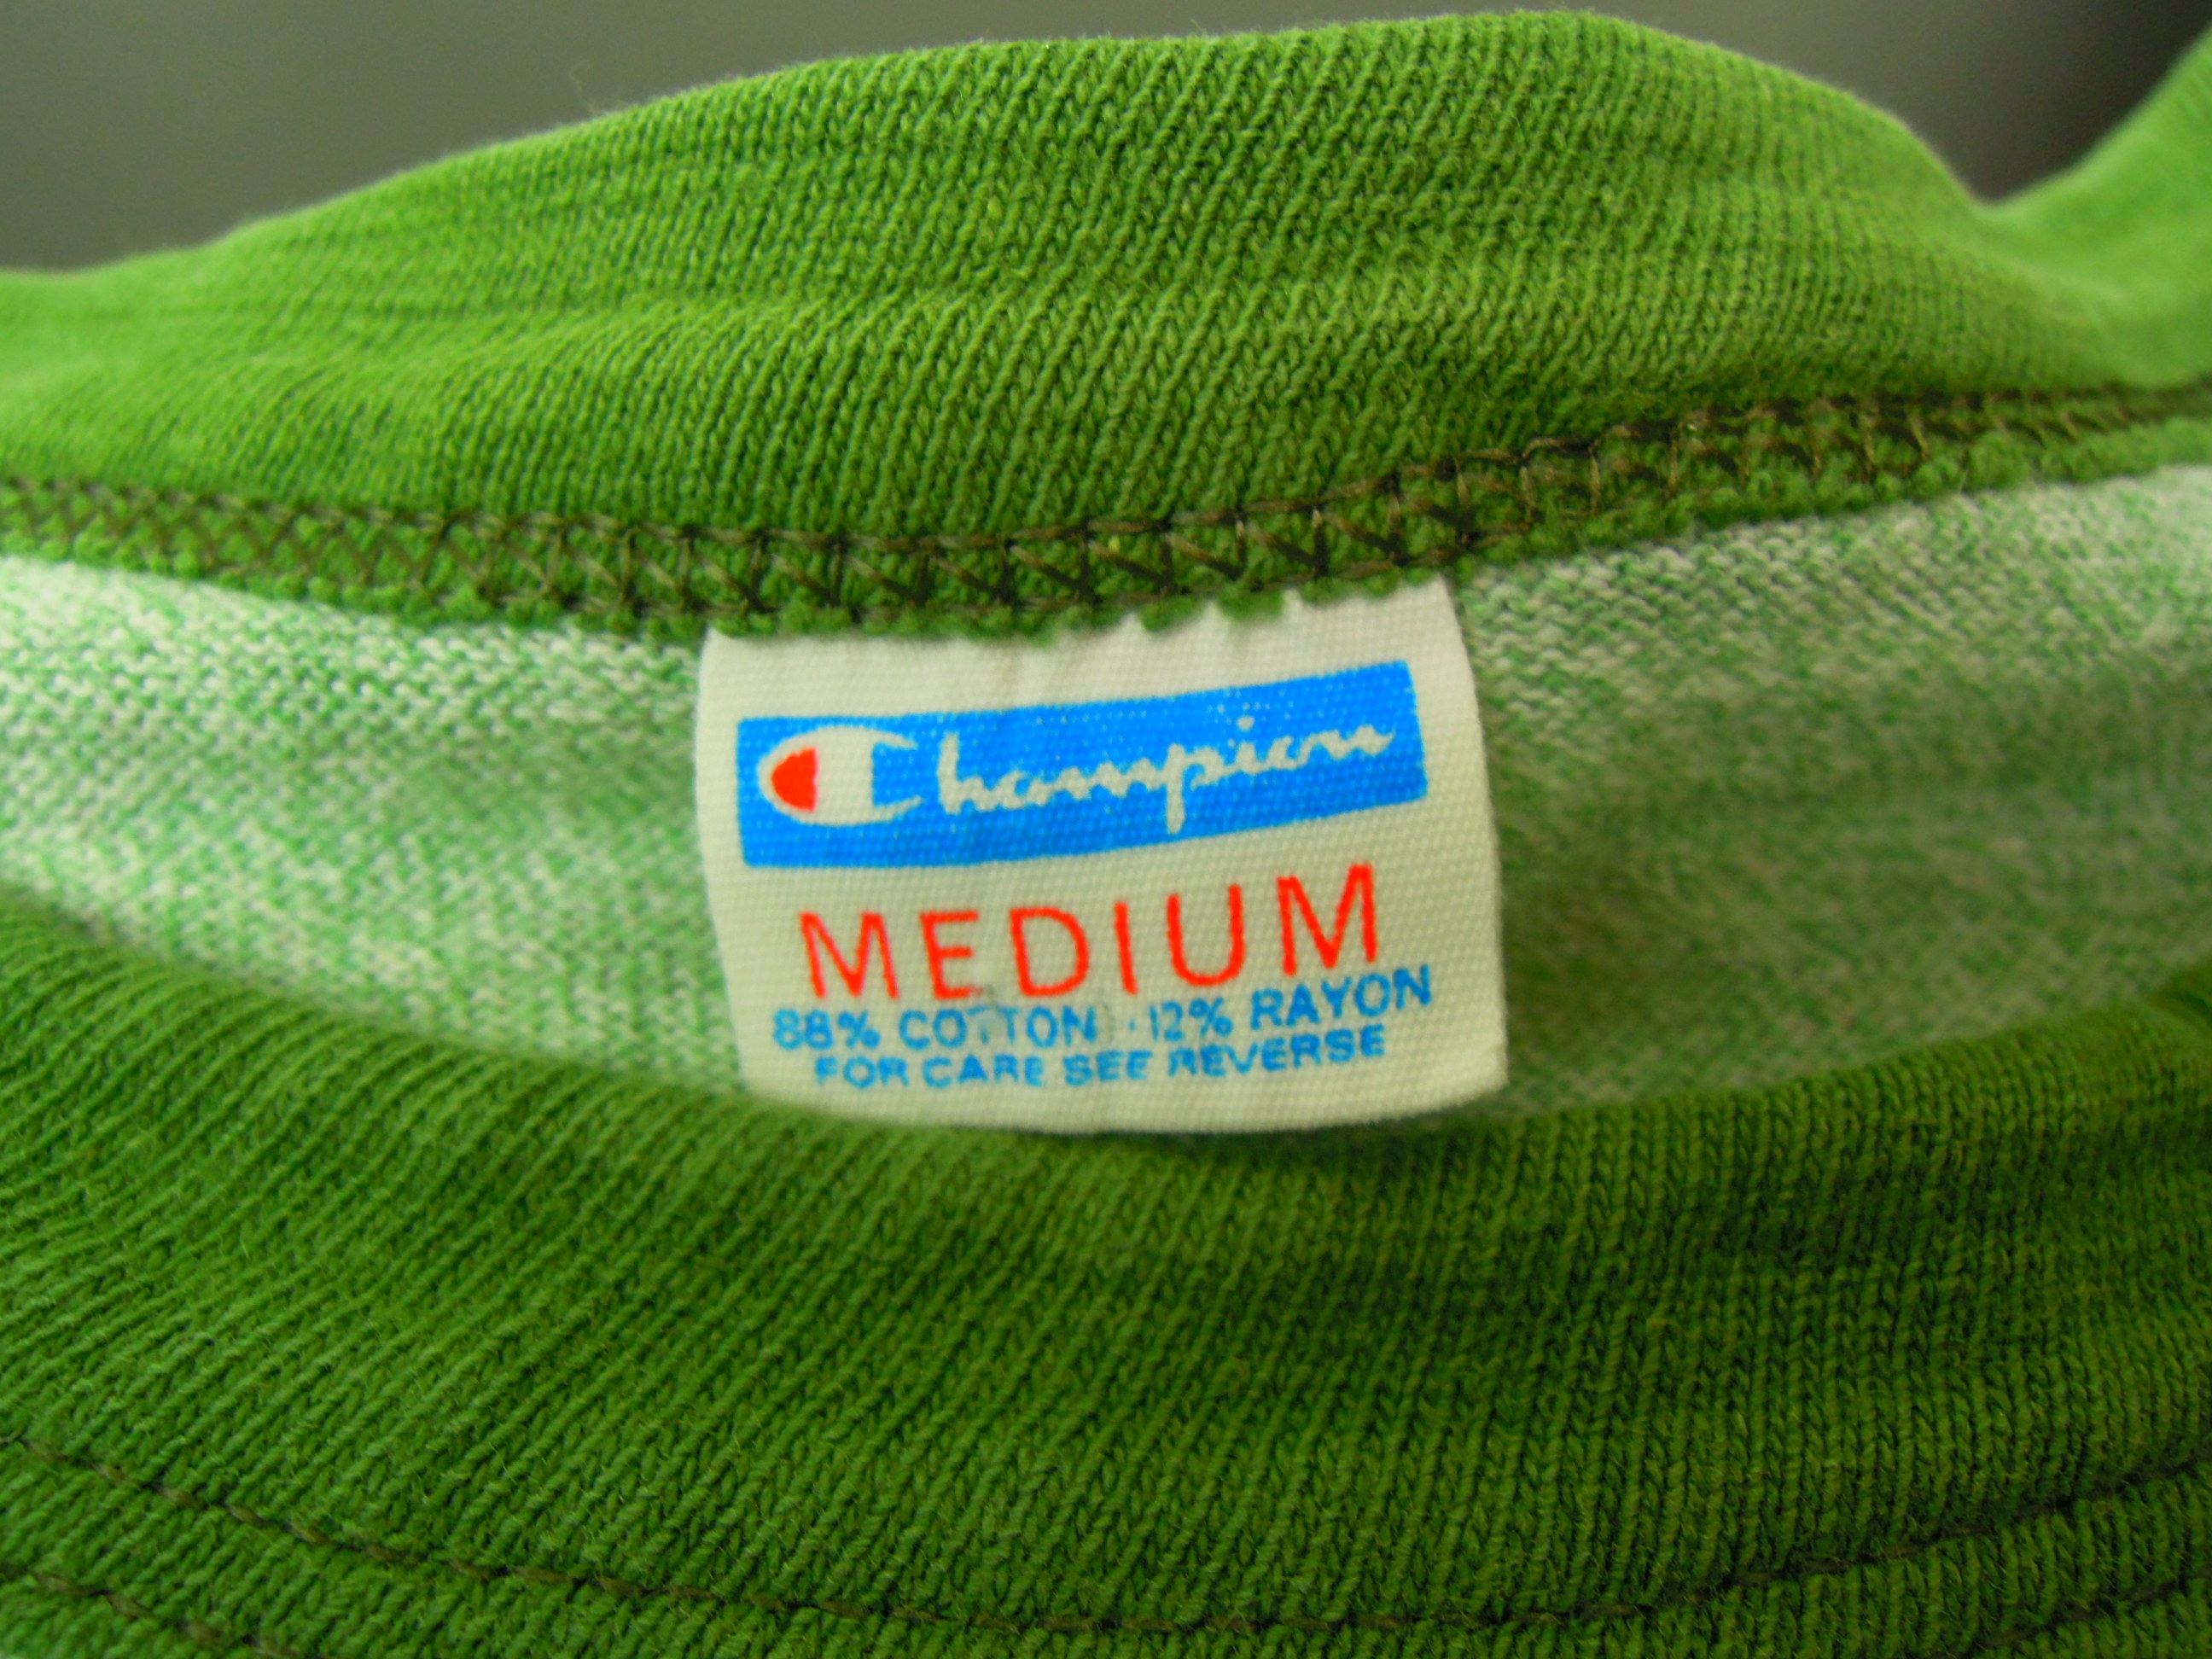 Champion
MEDIUM
88% COTTON · 12% RAYON
FOR CARE SEE REVERSE